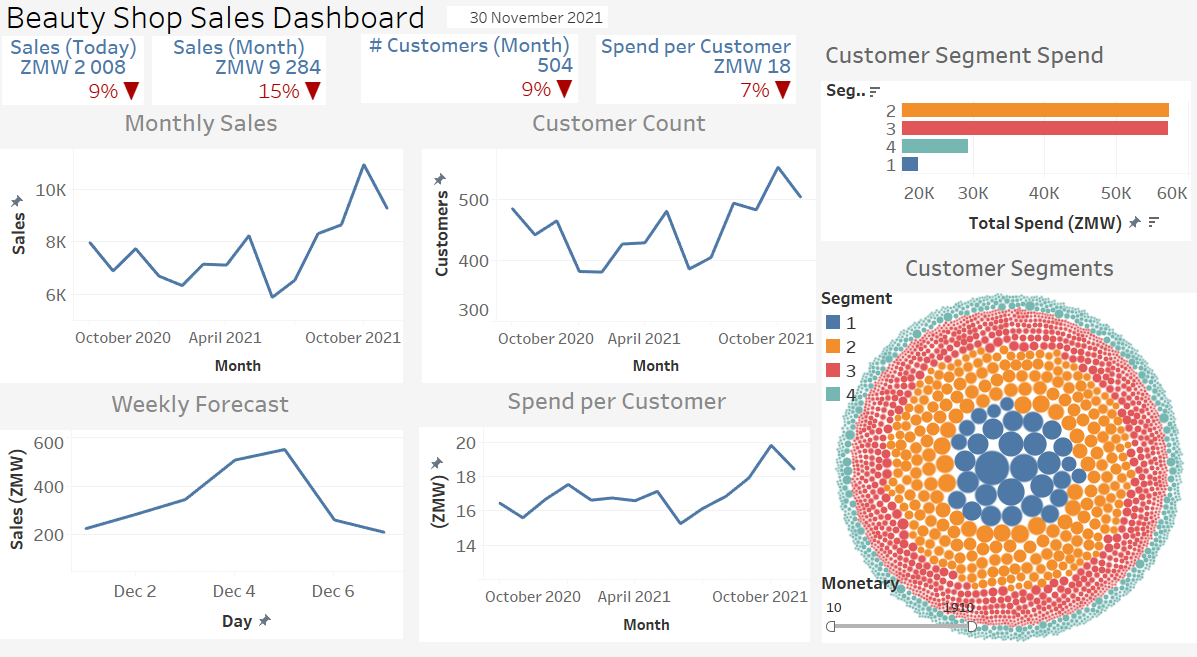 Beauty Shop Sales Dashboard
30 November 2021
Sales (Today)
ZMW 2 008
9%
Sales (Month)
ZMW 9 284
15%
# Customers (Month)
504
9%
Spend per Customer
ZMW 18
7%
Monthly Sales
10K
8K
6K
Sales
October 2020 April 2021 October 2021
Month
Customer Count
500
400
300
Customers
October 2020 April 2021 October 2021
Month
Customer Segment Spend
Seg..
2
3
4
1
20K 30K 40K 50K 60K
Total Spend (ZMW)
Weekly Forecast
600
400
200
Sales (ZMW)
Dec 2 Dec 4 Dec 6
Day
Spend per Customer
20
18
16
14
(ZMW)
October 2020 April 2021 October 2021
Month
Customer Segments
Segment
1
2
3
4
Monetary
10 1910